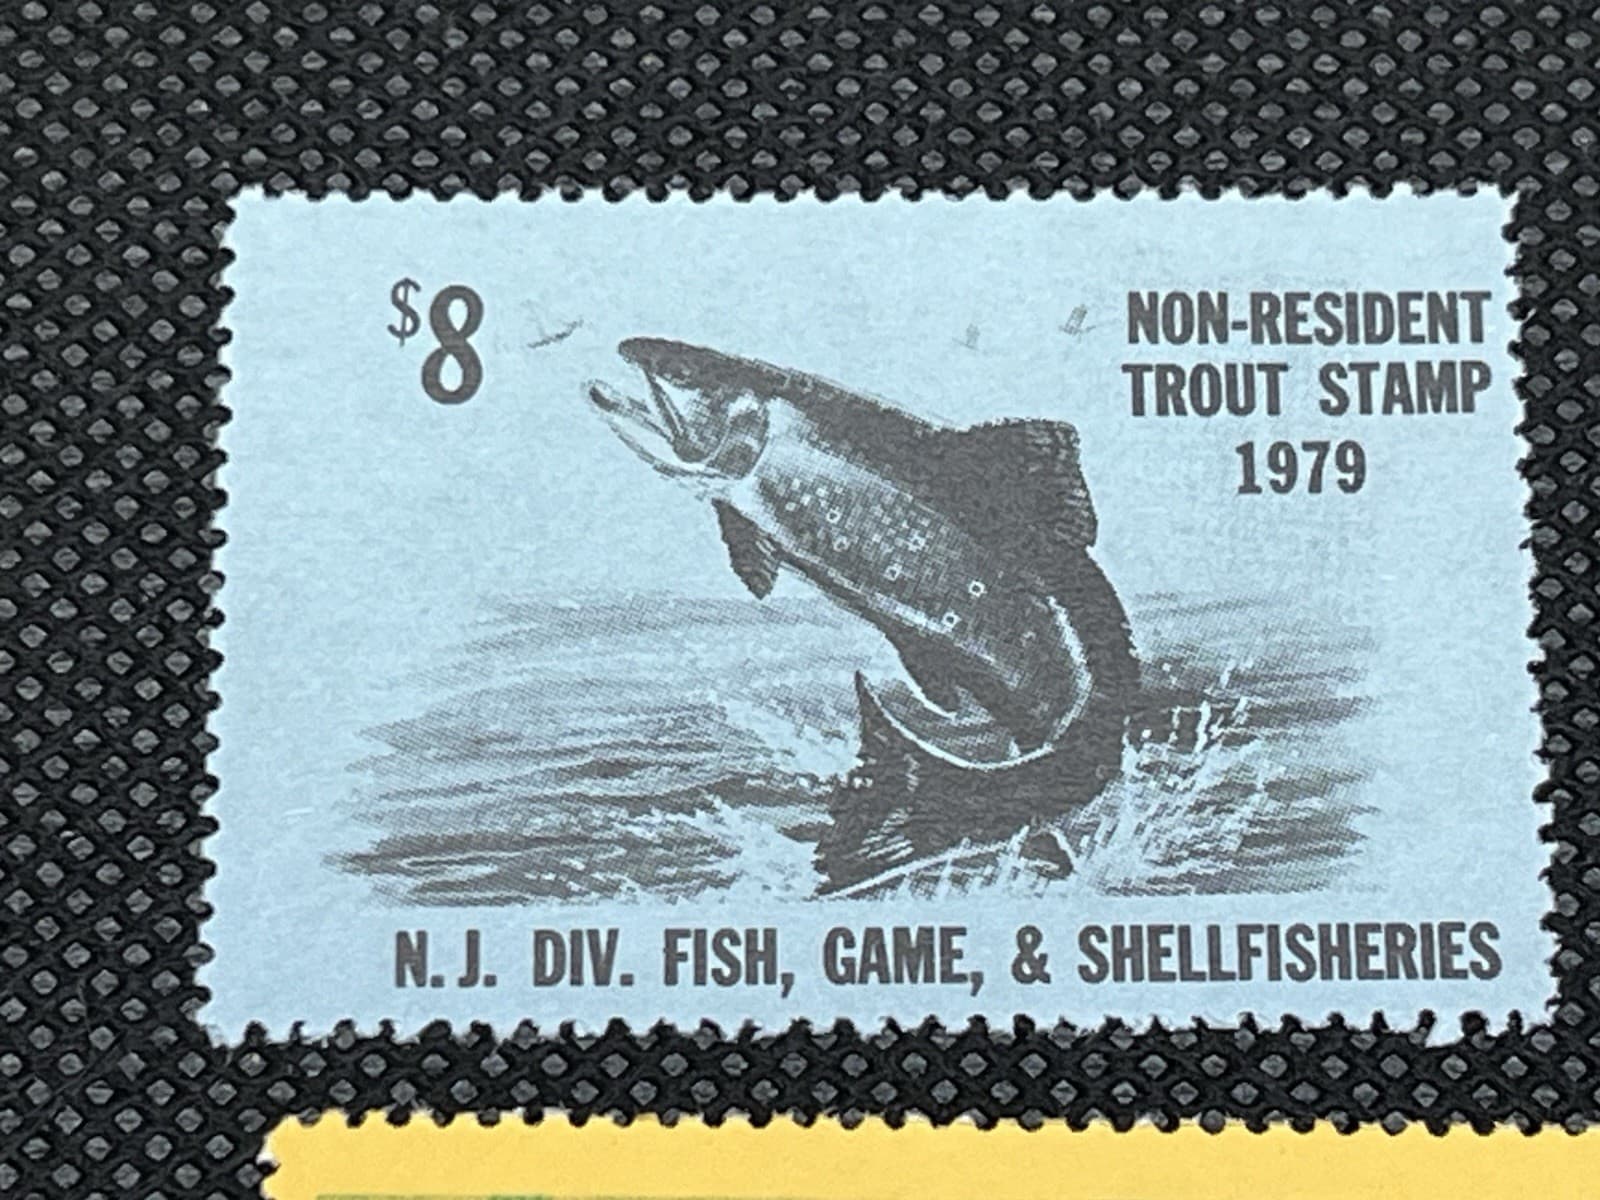 $8
NON-RESIDENT
TROUT STAMP
1979
N. J. DIV. FISH, GAME, & SHELLFISHERIES